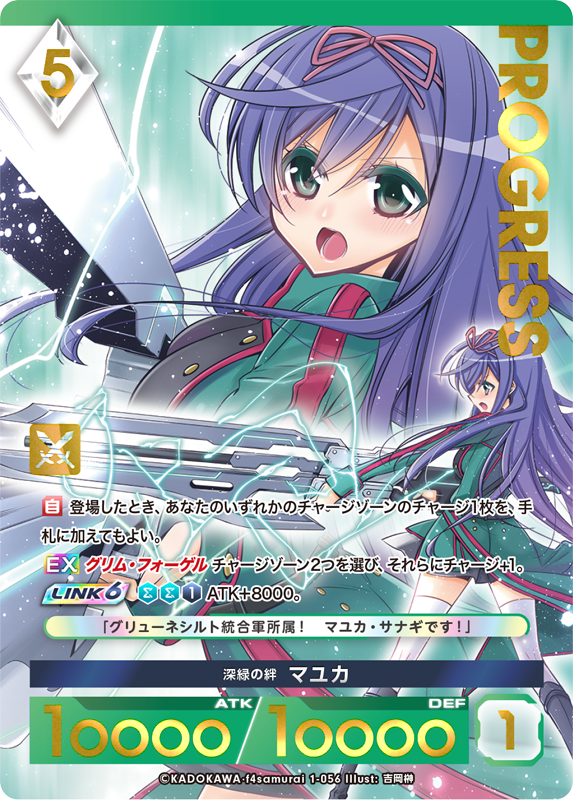 5
PROGRESS
自 登場したとき、あなたのいずれかのチャージゾーンのチャージ1枚を、手
札に加えてもよい。
EX グリム・フォーゲル チャージゾーン2つを選び、それらにチャージ+1。
LINK 6 1 ATK+8000。
「グリューネシルト統合軍所属！　マユカ・サナギです！」
深緑の絆 マユカ
ATK DEF
10000/10000 1
©KADOKAWA-f4samurai 1-056 Illust: 吉岡榊